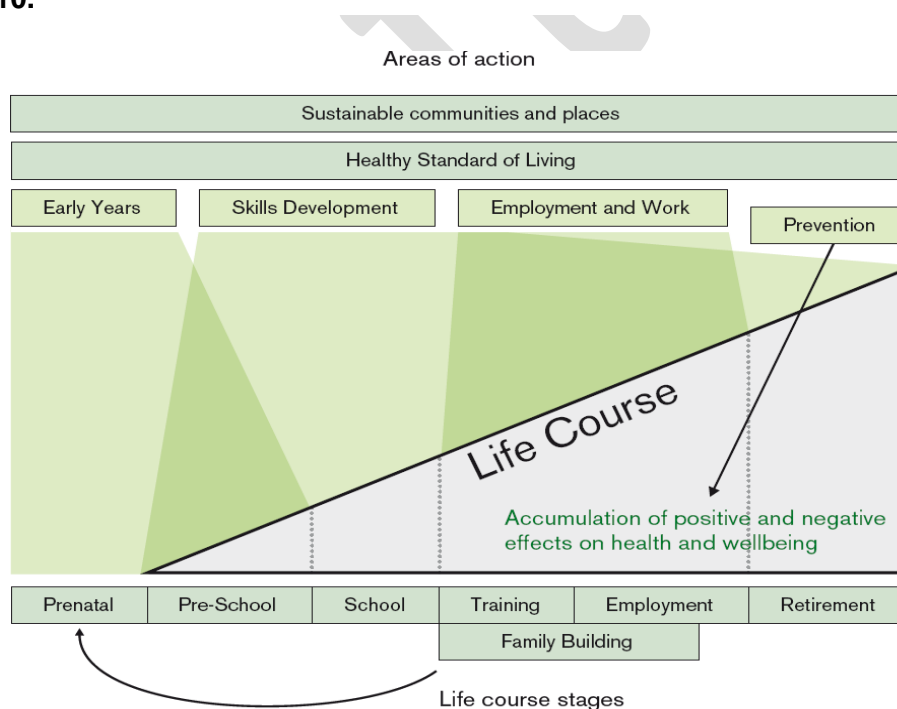 10.
Areas of action
Sustainable communities and places
Healthy Standard of Living
Early Years
Skills Development
Employment and Work
Prevention
Life Course
Accumulation of positive and negative
effects on health and wellbeing
Prenatal
Pre-School
School
Training
Employment
Retirement
Family Building
Life course stages